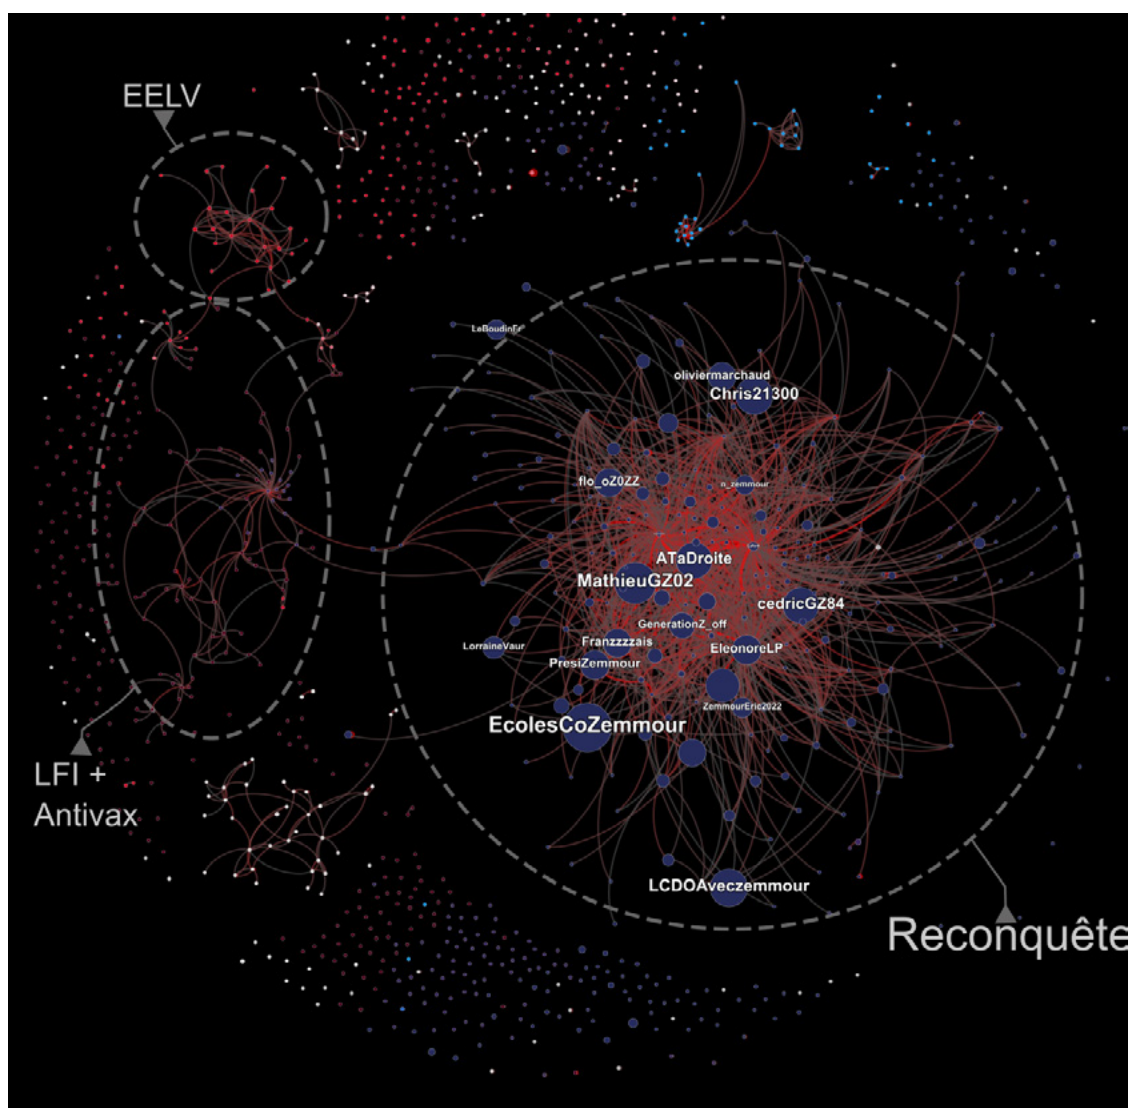 EELV
LeBoudinFr
oliviermarchaud
Chris21300
flo_oZ0ZZ
n_zemmour
ATaDroite
MathieuGZ02
cedricGZ84
GenerationZ_off
Franzzzzais
EleonoreLP
LorraineVaur
PresiZemmour
ZemmourEric2022
EcolesCoZemmour
LFI +
Antivax
LCDOAveczemmour
Reconquête